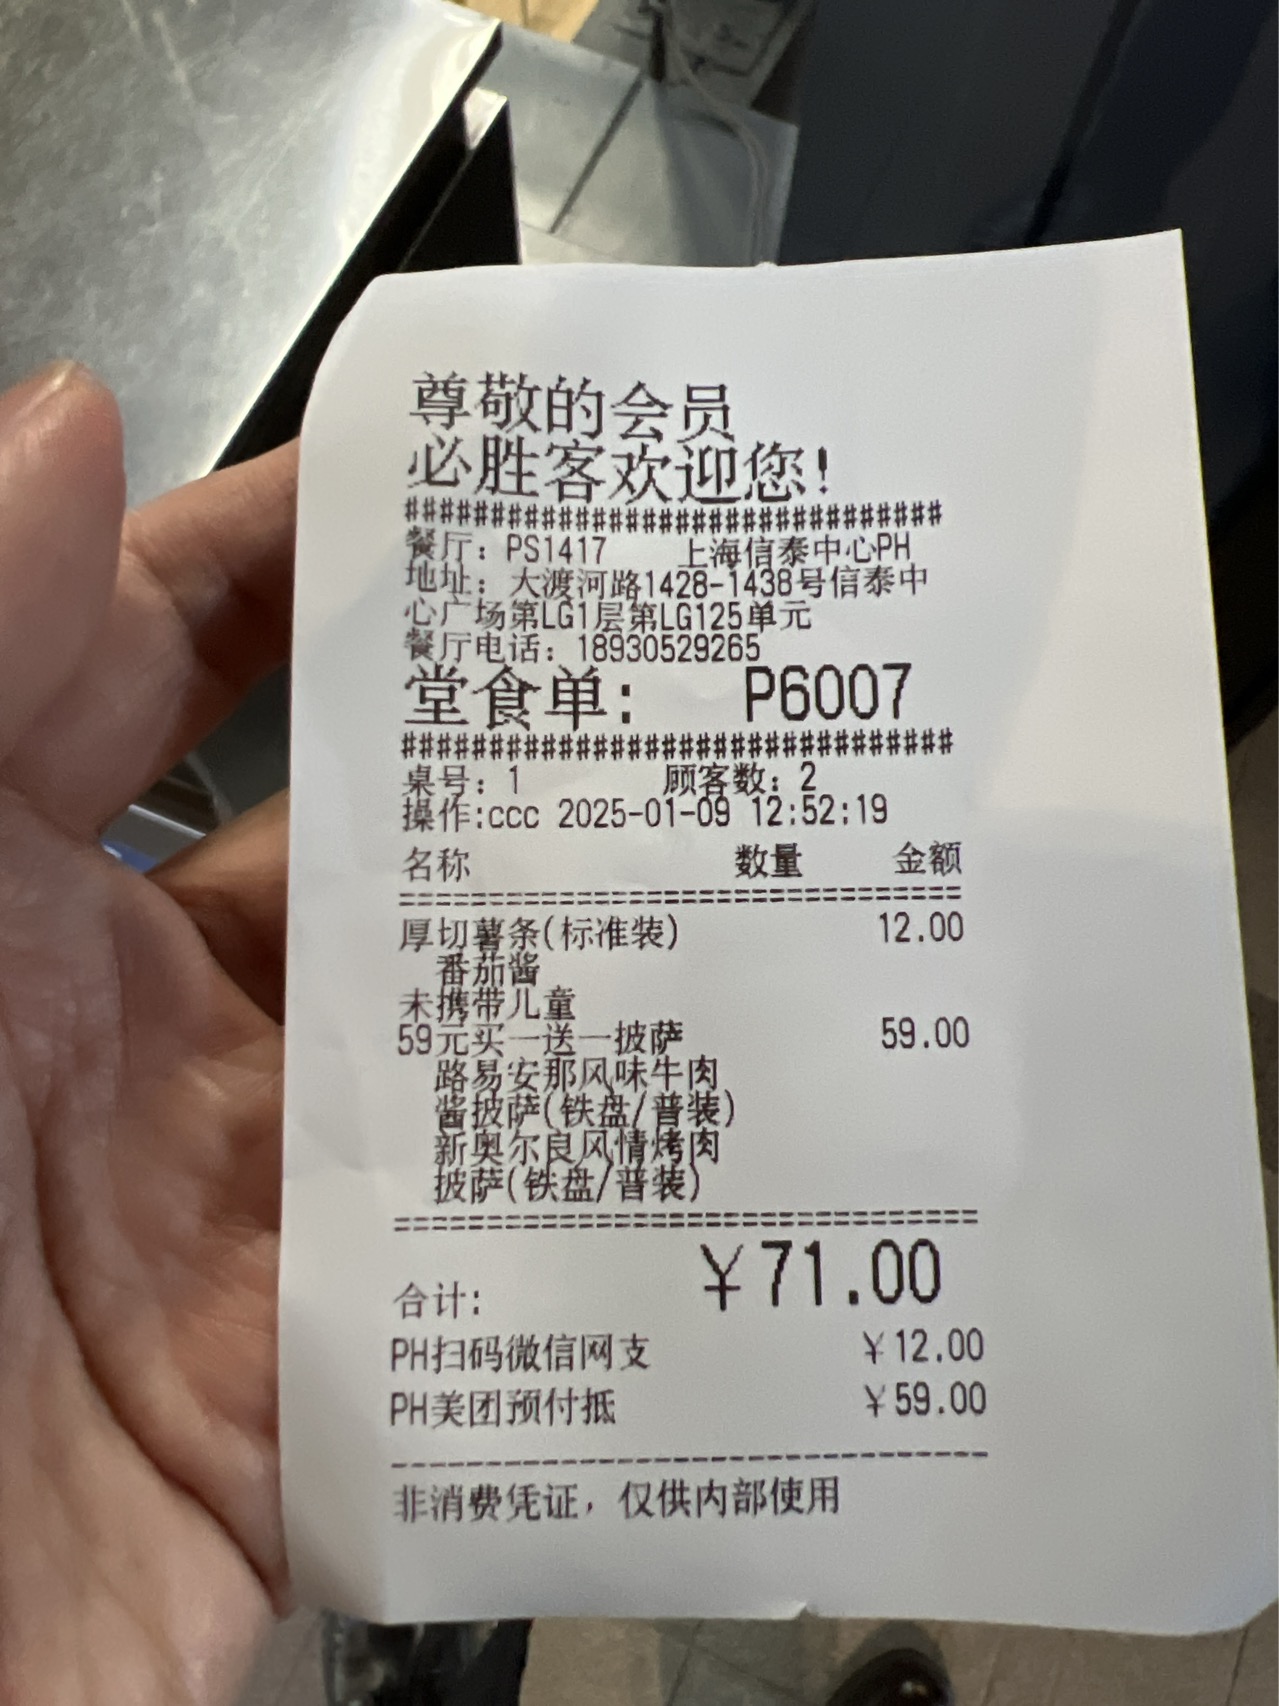 尊敬的会员
必胜客欢迎您!
################################
餐厅: PS1417 上海信泰中心PH
地址: 大渡河路1428-1438号信泰中
心广场第LG1层第LG125单元
餐厅电话: 18930529265
堂食单: P6007
################################
桌号: 1 顾客数: 2
操作:ccc 2025-01-09 12:52:19
名称 数量 金额
================================
厚切薯条(标准装) 12.00
番茄酱
未携带儿童
59元买一送一披萨 59.00
路易安那风味牛肉
酱披萨(铁盘/普装)
新奥尔良风情烤肉
披萨(铁盘/普装)
================================
合计: ¥71.00
PH扫码微信网支 ¥12.00
PH美团预付抵 ¥59.00
--------------------------------
非消费凭证，仅供内部使用